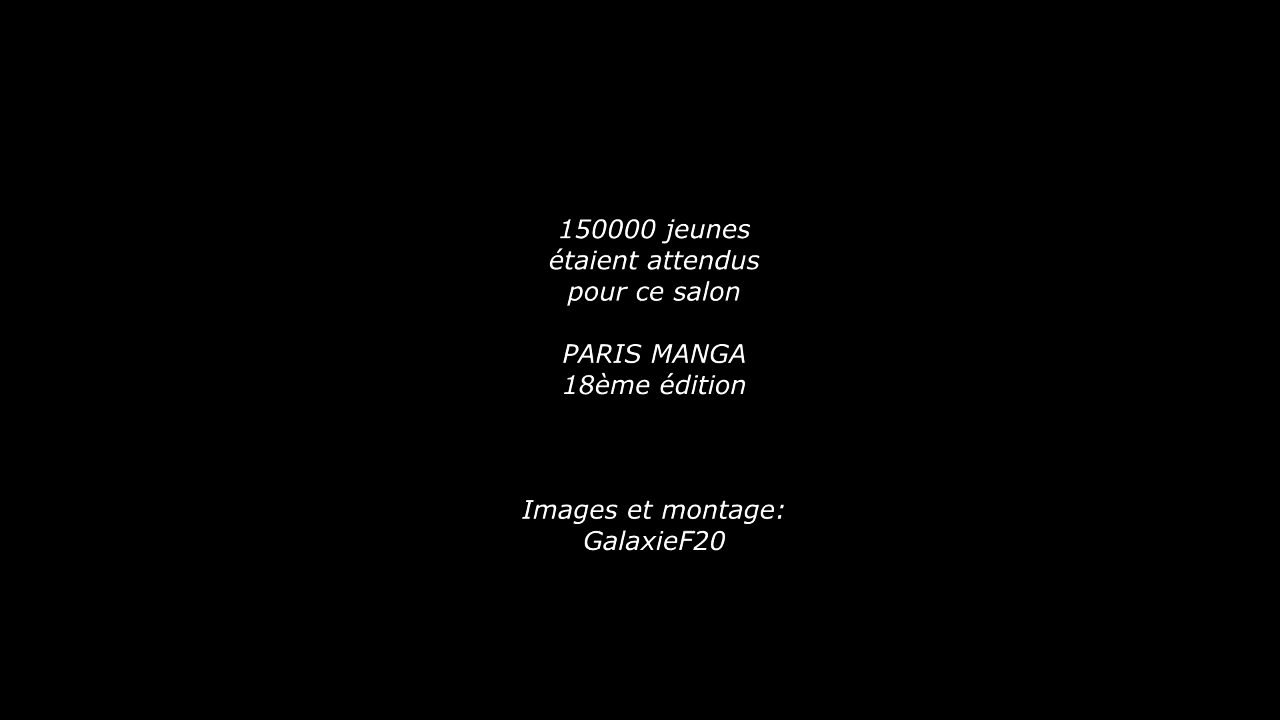 150000 jeunes
étaient attendus
pour ce salon
PARIS MANGA
18ème édition
Images et montage:
GalaxieF20